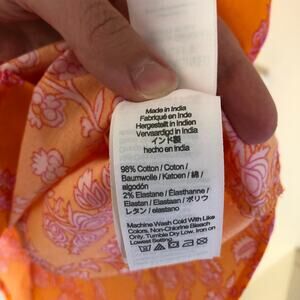 Made in India
Fabriqué en Inde
Hergestellt in Indien
Vervaardigd in India
インド製
hecho en India
98% Cotton / Coton /
Baumwolle / Katoen / 綿 /
algodón
2% Elastane / Élasthanne /
Elastan / Elastaan / ポリウ
レタン / elastano
Machine Wash Cold With Like
Colors. Non-Chlorine Bleach
Only. Tumble Dry Low. Iron on
Lowest Setting.